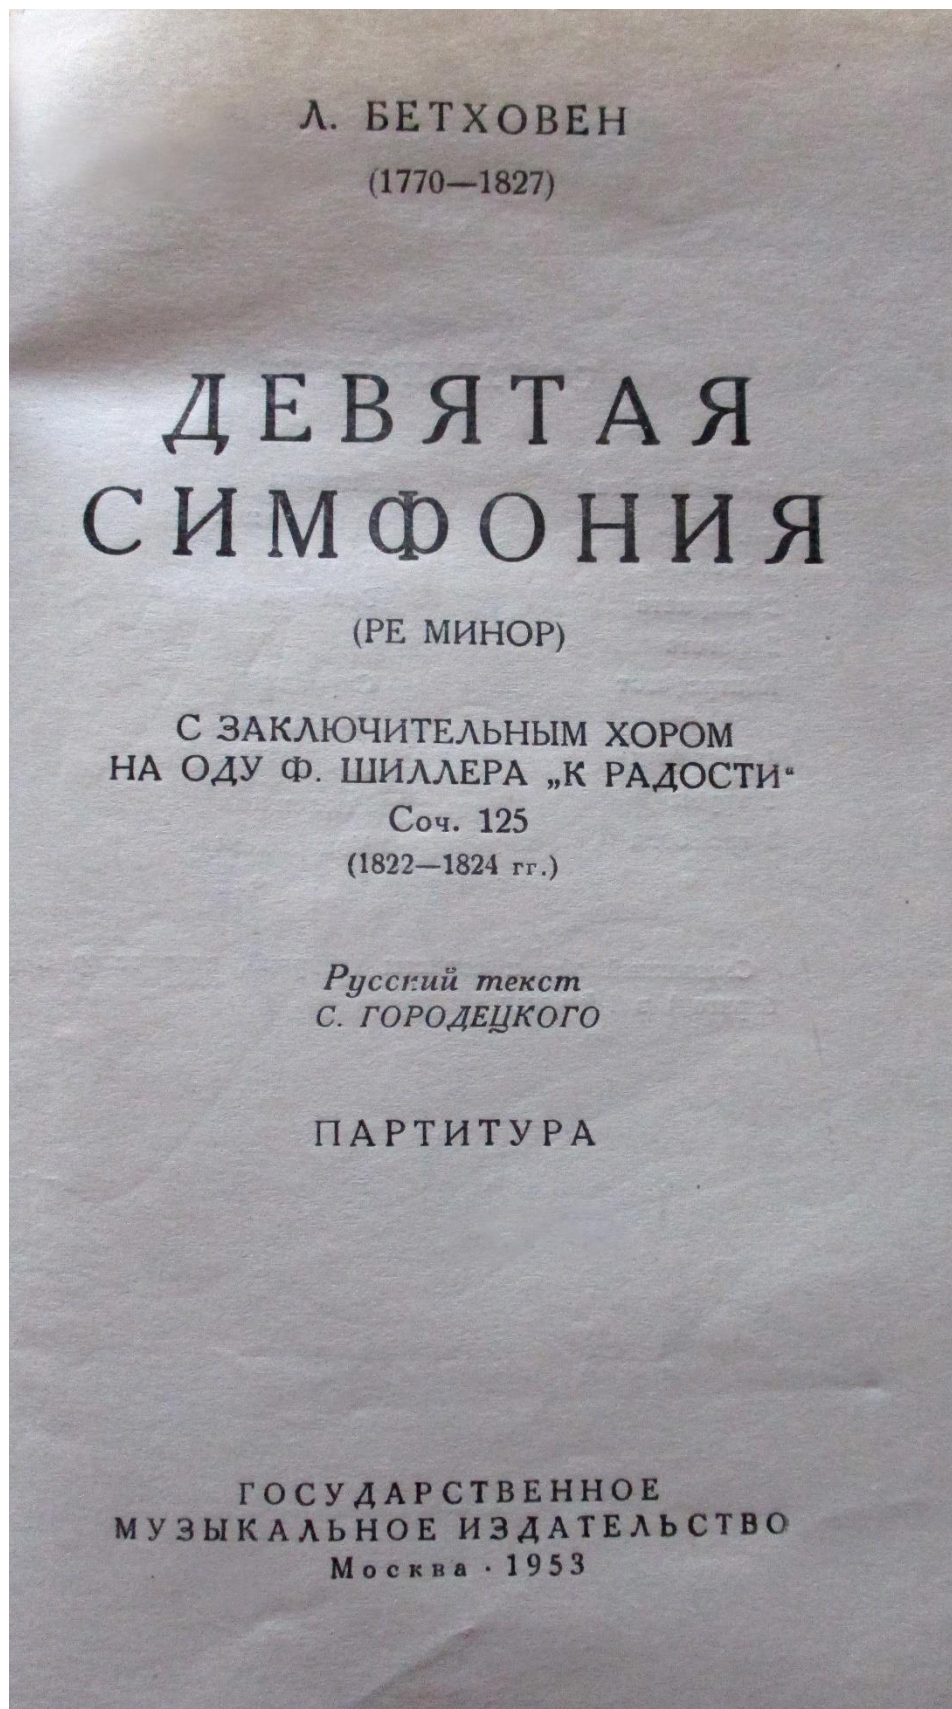 Л. БЕТХОВЕН
(1770—1827)
ДЕВЯТАЯ
СИМФОНИЯ
(РЕ МИНОР)
С ЗАКЛЮЧИТЕЛЬНЫМ ХОРОМ
НА ОДУ Ф. ШИЛЛЕРА „К РАДОСТИ“
Соч. 125
(1822—1824 гг.)
Русский текст
С. ГОРОДЕЦКОГО
ПАРТИТУРА
ГОСУДАРСТВЕННОЕ
МУЗЫКАЛЬНОЕ ИЗДАТЕЛЬСТВО
Москва · 1953